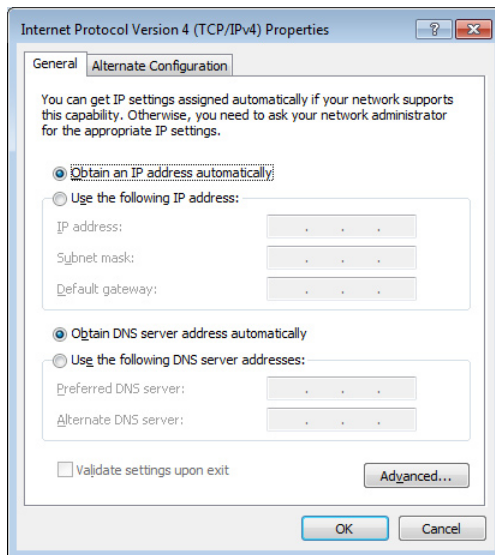 Internet Protocol Version 4 (TCP/IPv4) Properties
General
Alternate Configuration
You can get IP settings assigned automatically if your network supports
this capability. Otherwise, you need to ask your network administrator
for the appropriate IP settings.
Obtain an IP address automatically
Use the following IP address:
IP address:
. . .
Subnet mask:
. . .
Default gateway:
. . .
Obtain DNS server address automatically
Use the following DNS server addresses:
Preferred DNS server:
. . .
Alternate DNS server:
. . .
Validate settings upon exit
Advanced...
OK
Cancel